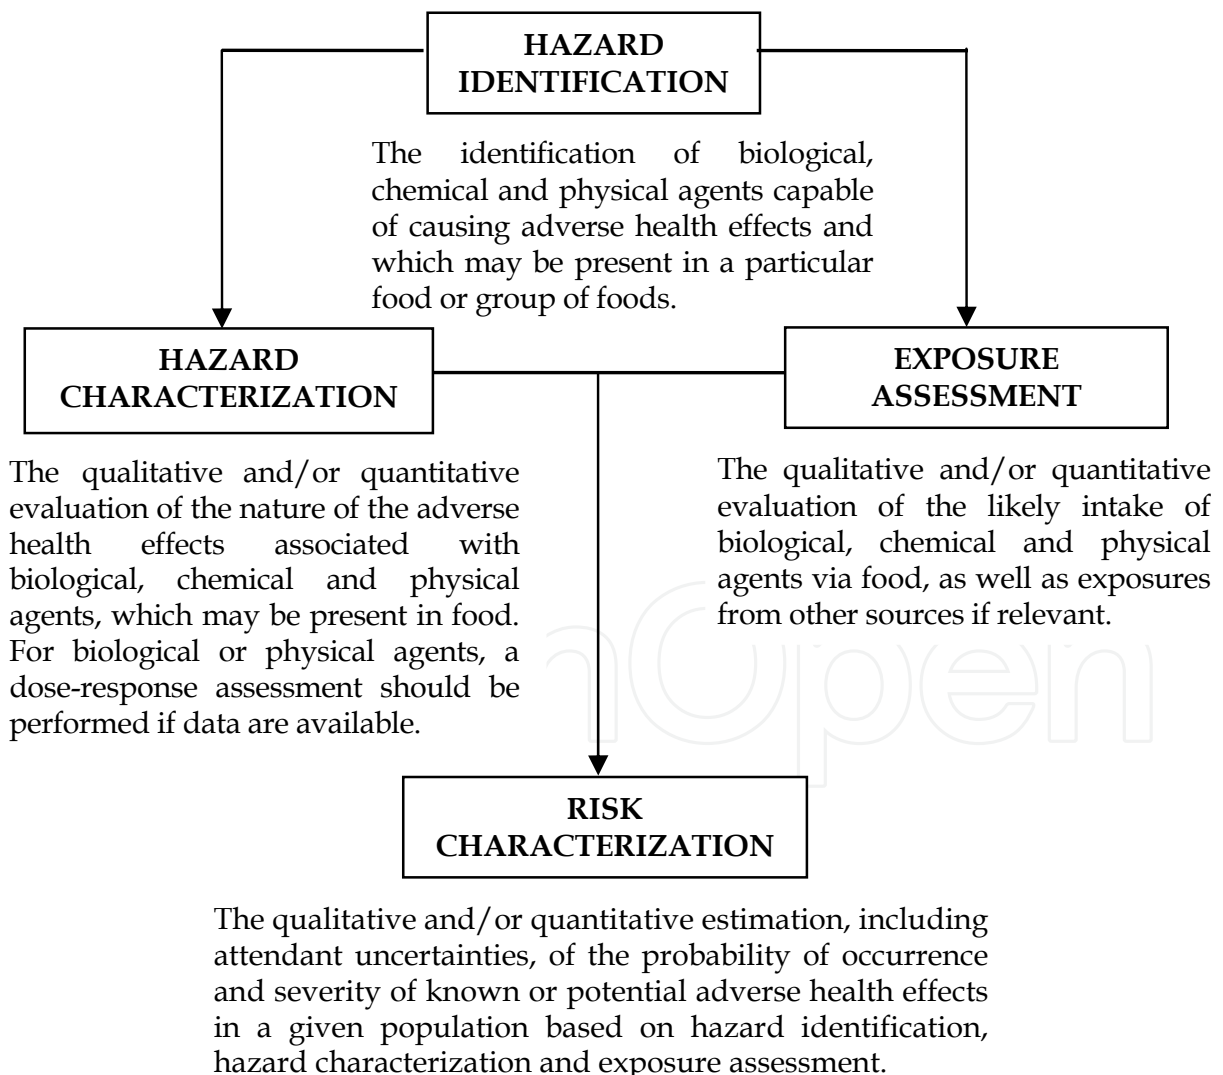 HAZARD
IDENTIFICATION
The identification of biological,
chemical and physical agents capable
of causing adverse health effects and
which may be present in a particular
food or group of foods.
HAZARD
CHARACTERIZATION
EXPOSURE
ASSESSMENT
The qualitative and/or quantitative
evaluation of the nature of the adverse
health effects associated with
biological, chemical and physical
agents, which may be present in food.
For biological or physical agents, a
dose-response assessment should be
performed if data are available.
The qualitative and/or quantitative
evaluation of the likely intake of
biological, chemical and physical
agents via food, as well as exposures
from other sources if relevant.
nOpen
RISK
CHARACTERIZATION
The qualitative and/or quantitative estimation, including
attendant uncertainties, of the probability of occurrence
and severity of known or potential adverse health effects
in a given population based on hazard identification,
hazard characterization and exposure assessment.